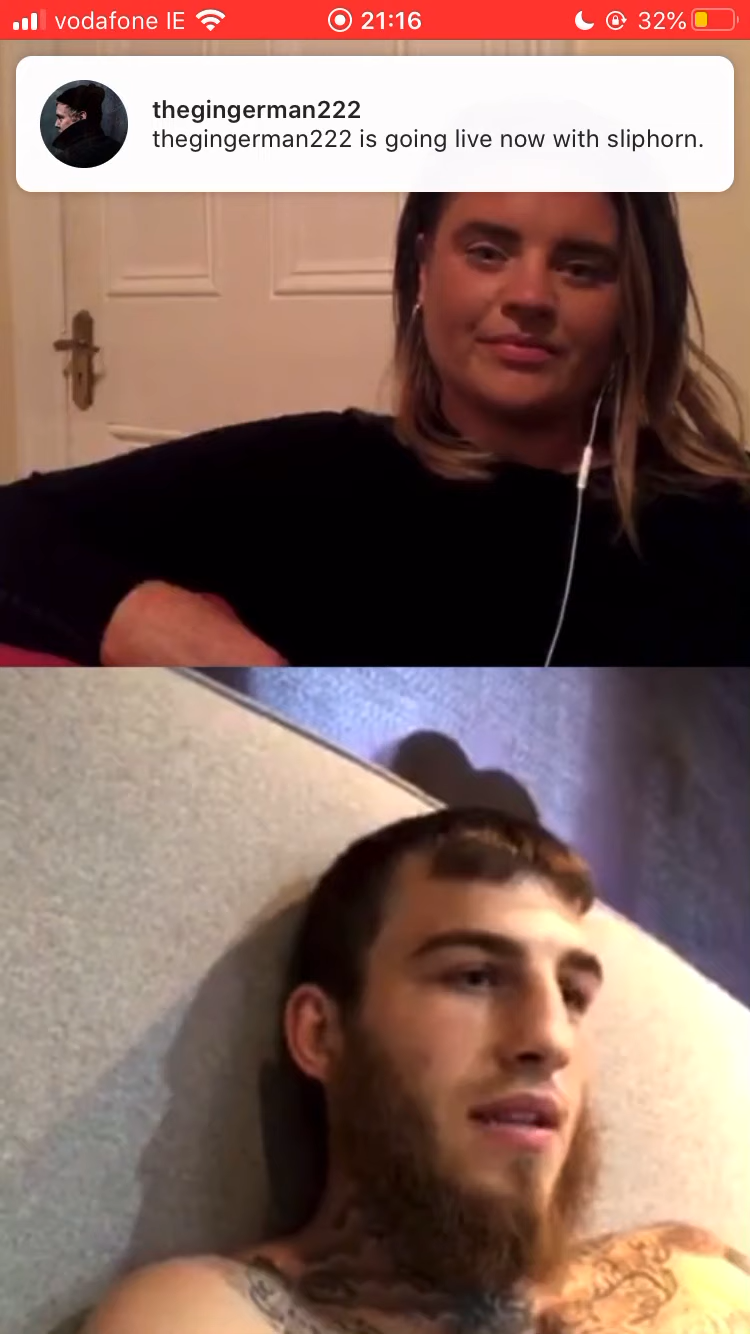 vodafone IE 21:16 32%
thegingerman222
thegingerman222 is going live now with sliphorn.